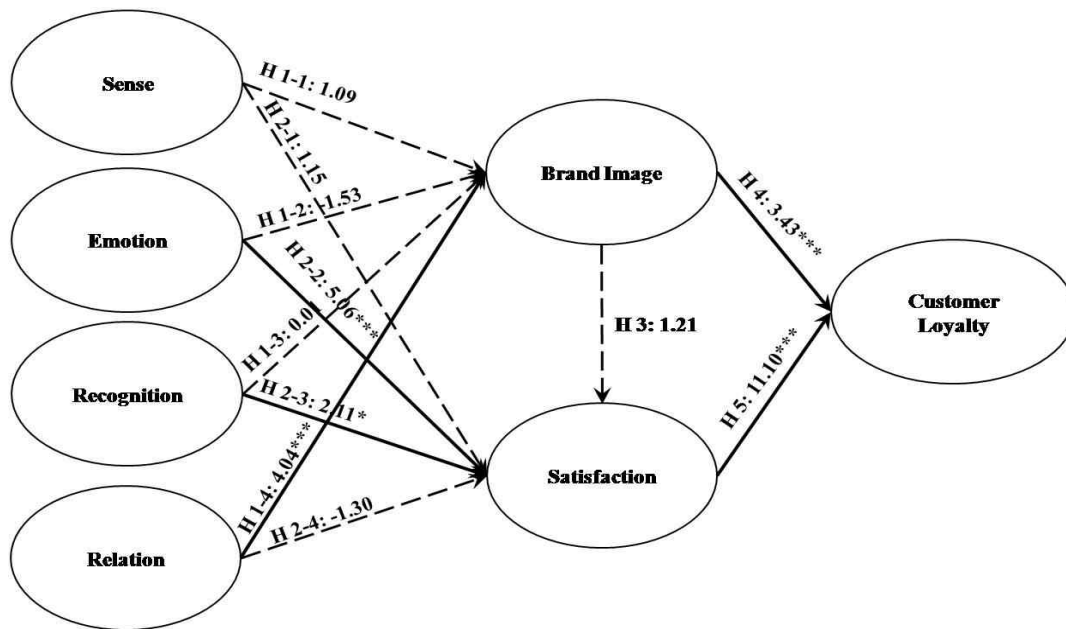 Sense
Emotion
Recognition
Relation
H 1-1: 1.09
H 2-1: 1.15
H 1-2: -1.53
H 2-2: 5.06***
H 1-3:
H 2-3: 2.11*
H 1-4: 4.04***
H 2-4: -1.30
Brand Image
H 3: 1.21
Satisfaction
H 4: 3.43***
H 5: 11.10***
Customer
Loyalty